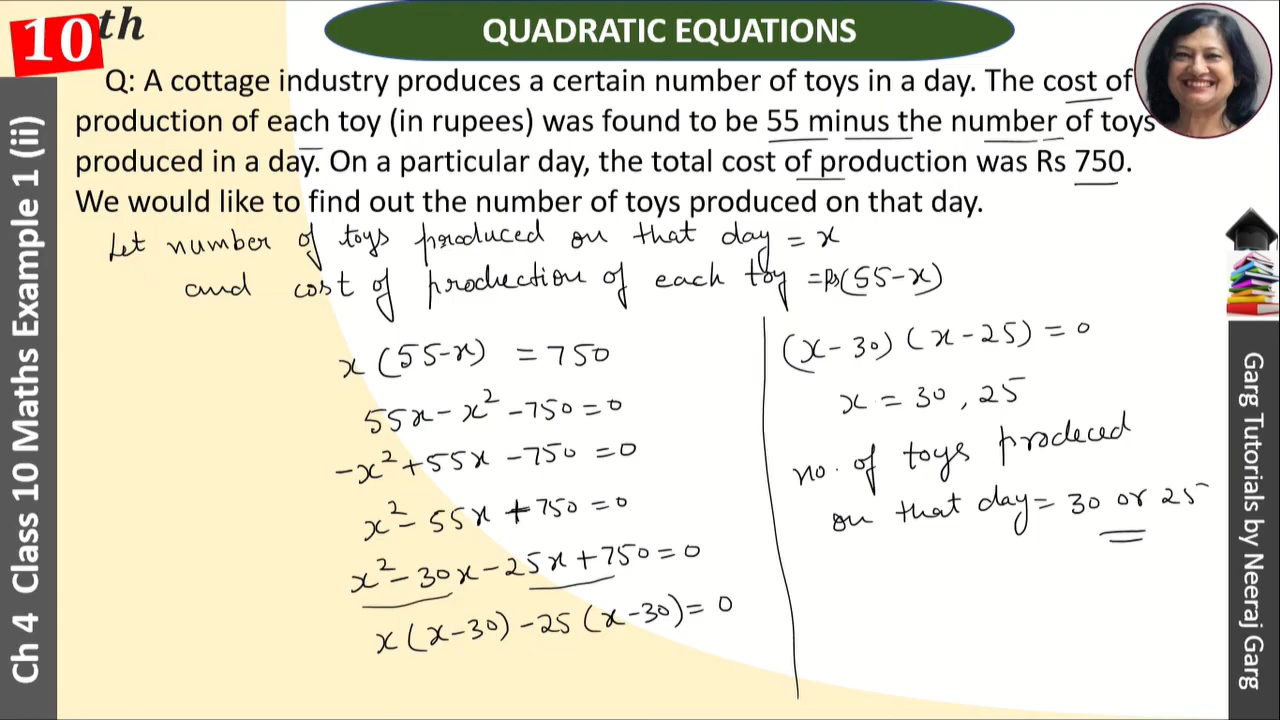 10th
QUADRATIC EQUATIONS
Q: A cottage industry produces a certain number of toys in a day. The cost of
production of each toy (in rupees) was found to be 55 minus the number of toys
produced in a day. On a particular day, the total cost of production was Rs 750.
We would like to find out the number of toys produced on that day.
Let number of toys produced on that day = x
and cost of production of each toy = Rs(55-x)
x (55-x) = 750
55x - x² - 750 = 0
-x² + 55x - 750 = 0
x² - 55x + 750 = 0
x² - 30x - 25x + 750 = 0
x (x-30) - 25 (x-30) = 0
(x-30) (x-25) = 0
x = 30, 25
no. of toys produced
on that day = 30 or 25
Ch 4 Class 10 Maths Example 1 (ii)
Garg Tutorials by Neeraj Garg